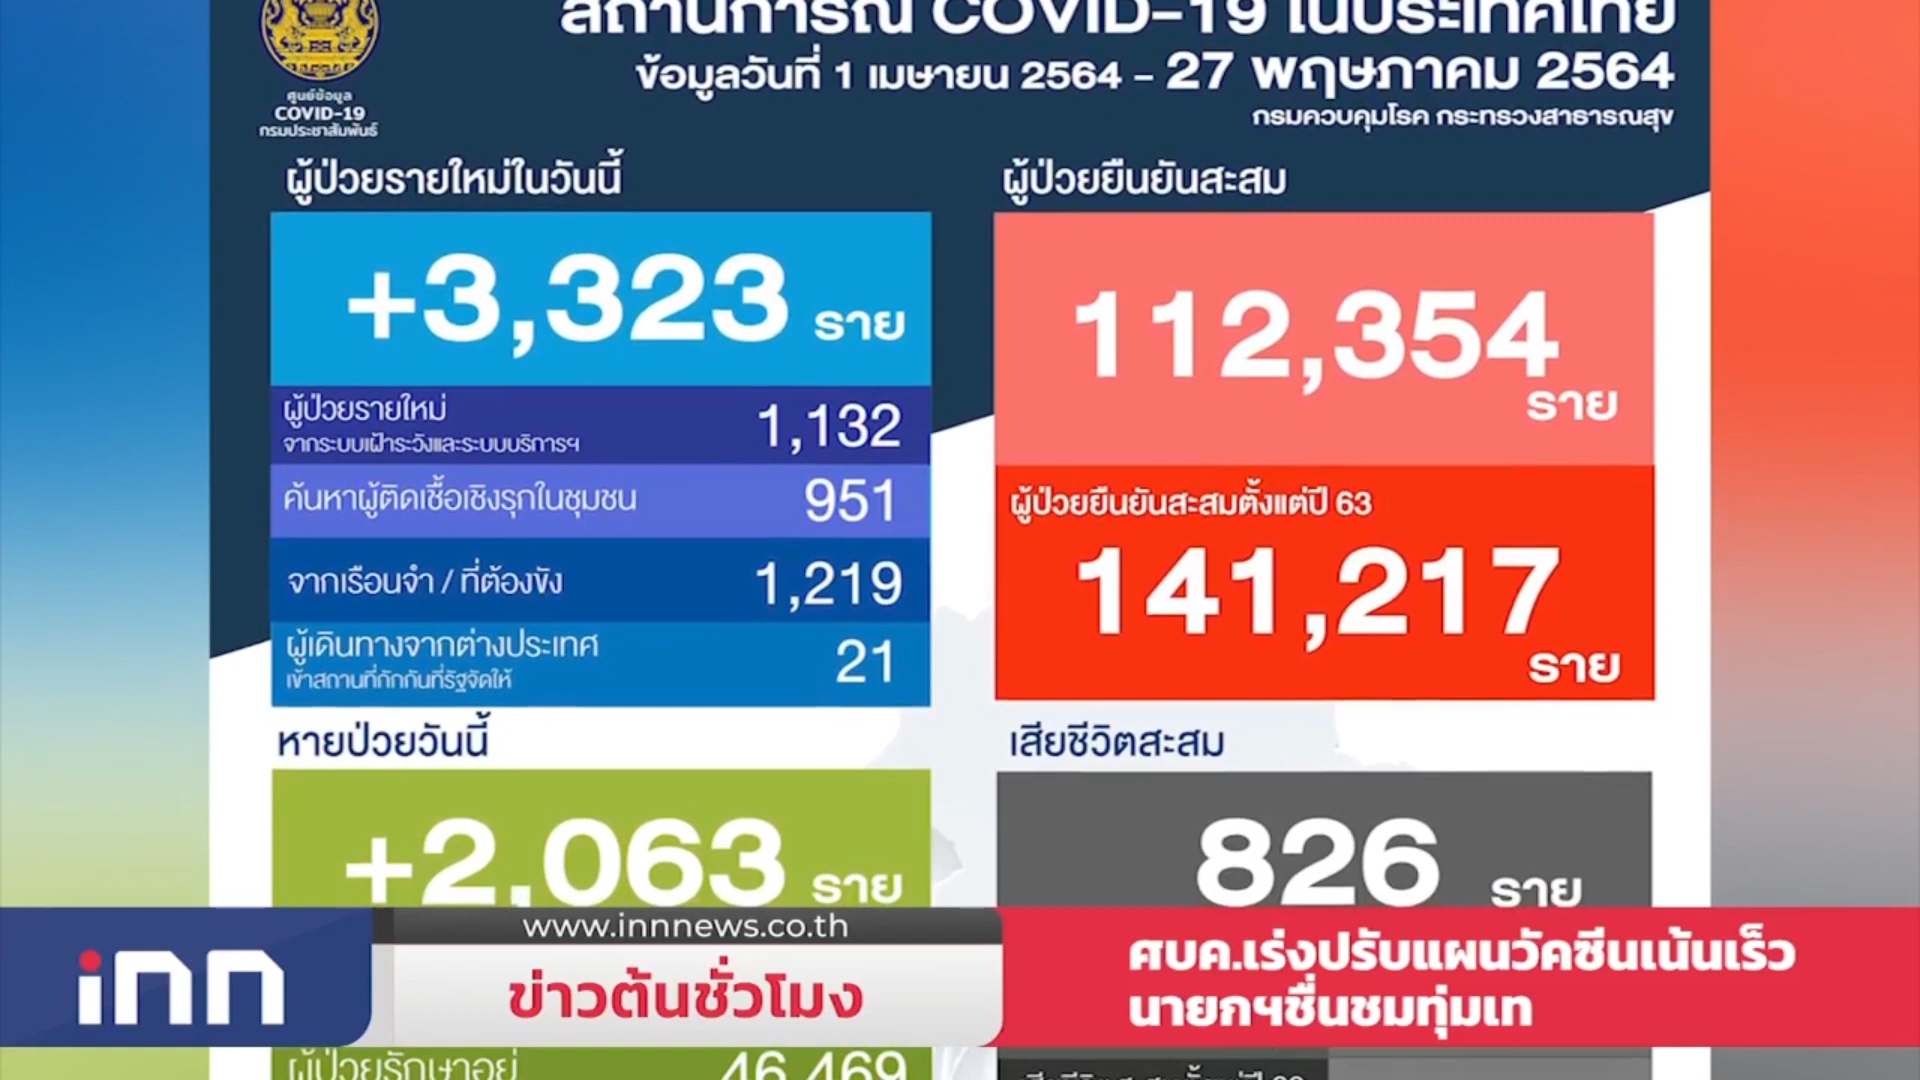 สถานการณ์ COVID-19 ในประเทศไทย
ข้อมูลวันที่ 1 เมษายน 2564 - 27 พฤษภาคม 2564
กรมควบคุมโรค กระทรวงสาธารณสุข
ศูนย์ข้อมูล
COVID-19
กรมประชาสัมพันธ์
ผู้ป่วยรายใหม่ในวันนี้
+3,323 ราย
ผู้ป่วยรายใหม่
จากระบบเฝ้าระวังและระบบบริการฯ
1,132
ค้นหาผู้ติดเชื้อเชิงรุกในชุมชน 951
จากเรือนจำ / ที่ต้องขัง 1,219
ผู้เดินทางจากต่างประเทศ
เข้าสถานที่กักกันที่รัฐจัดให้
21
ผู้ป่วยยืนยันสะสม
112,354
ราย
ผู้ป่วยยืนยันสะสมตั้งแต่ปี 63
141,217
ราย
หายป่วยวันนี้
+2,063 ราย
เสียชีวิตสะสม
826 ราย
inn
www.innnews.co.th
ข่าวต้นชั่วโมง
ศบค.เร่งปรับแผนวัคซีนเน้นเร็ว
นายกฯชื่นชมทุ่มเท
ผู้ป่วยรักษาอยู่ 46,469